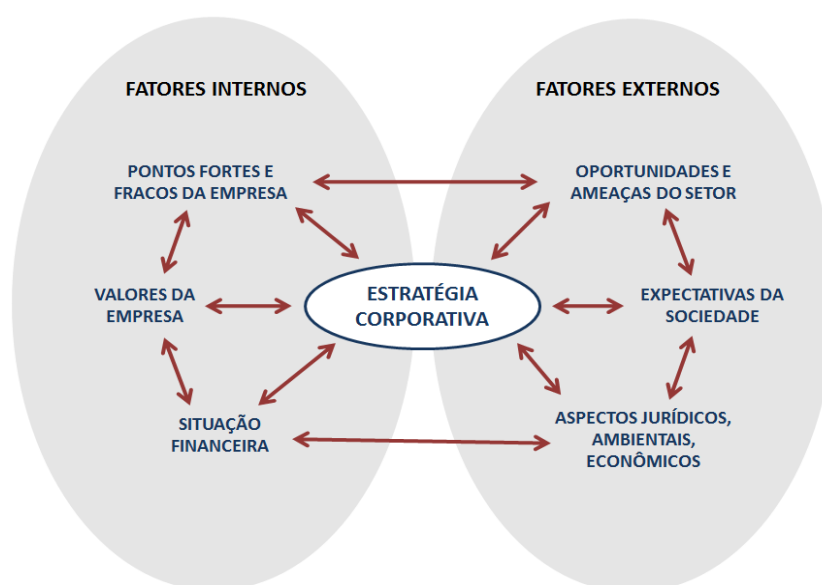 FATORES INTERNOS
FATORES EXTERNOS
PONTOS FORTES E
FRACOS DA EMPRESA
OPORTUNIDADES E
AMEAÇAS DO SETOR
VALORES DA
EMPRESA
ESTRATÉGIA
CORPORATIVA
EXPECTATIVAS DA
SOCIEDADE
SITUAÇÃO
FINANCEIRA
ASPECTOS JURÍDICOS,
AMBIENTAIS,
ECONÔMICOS